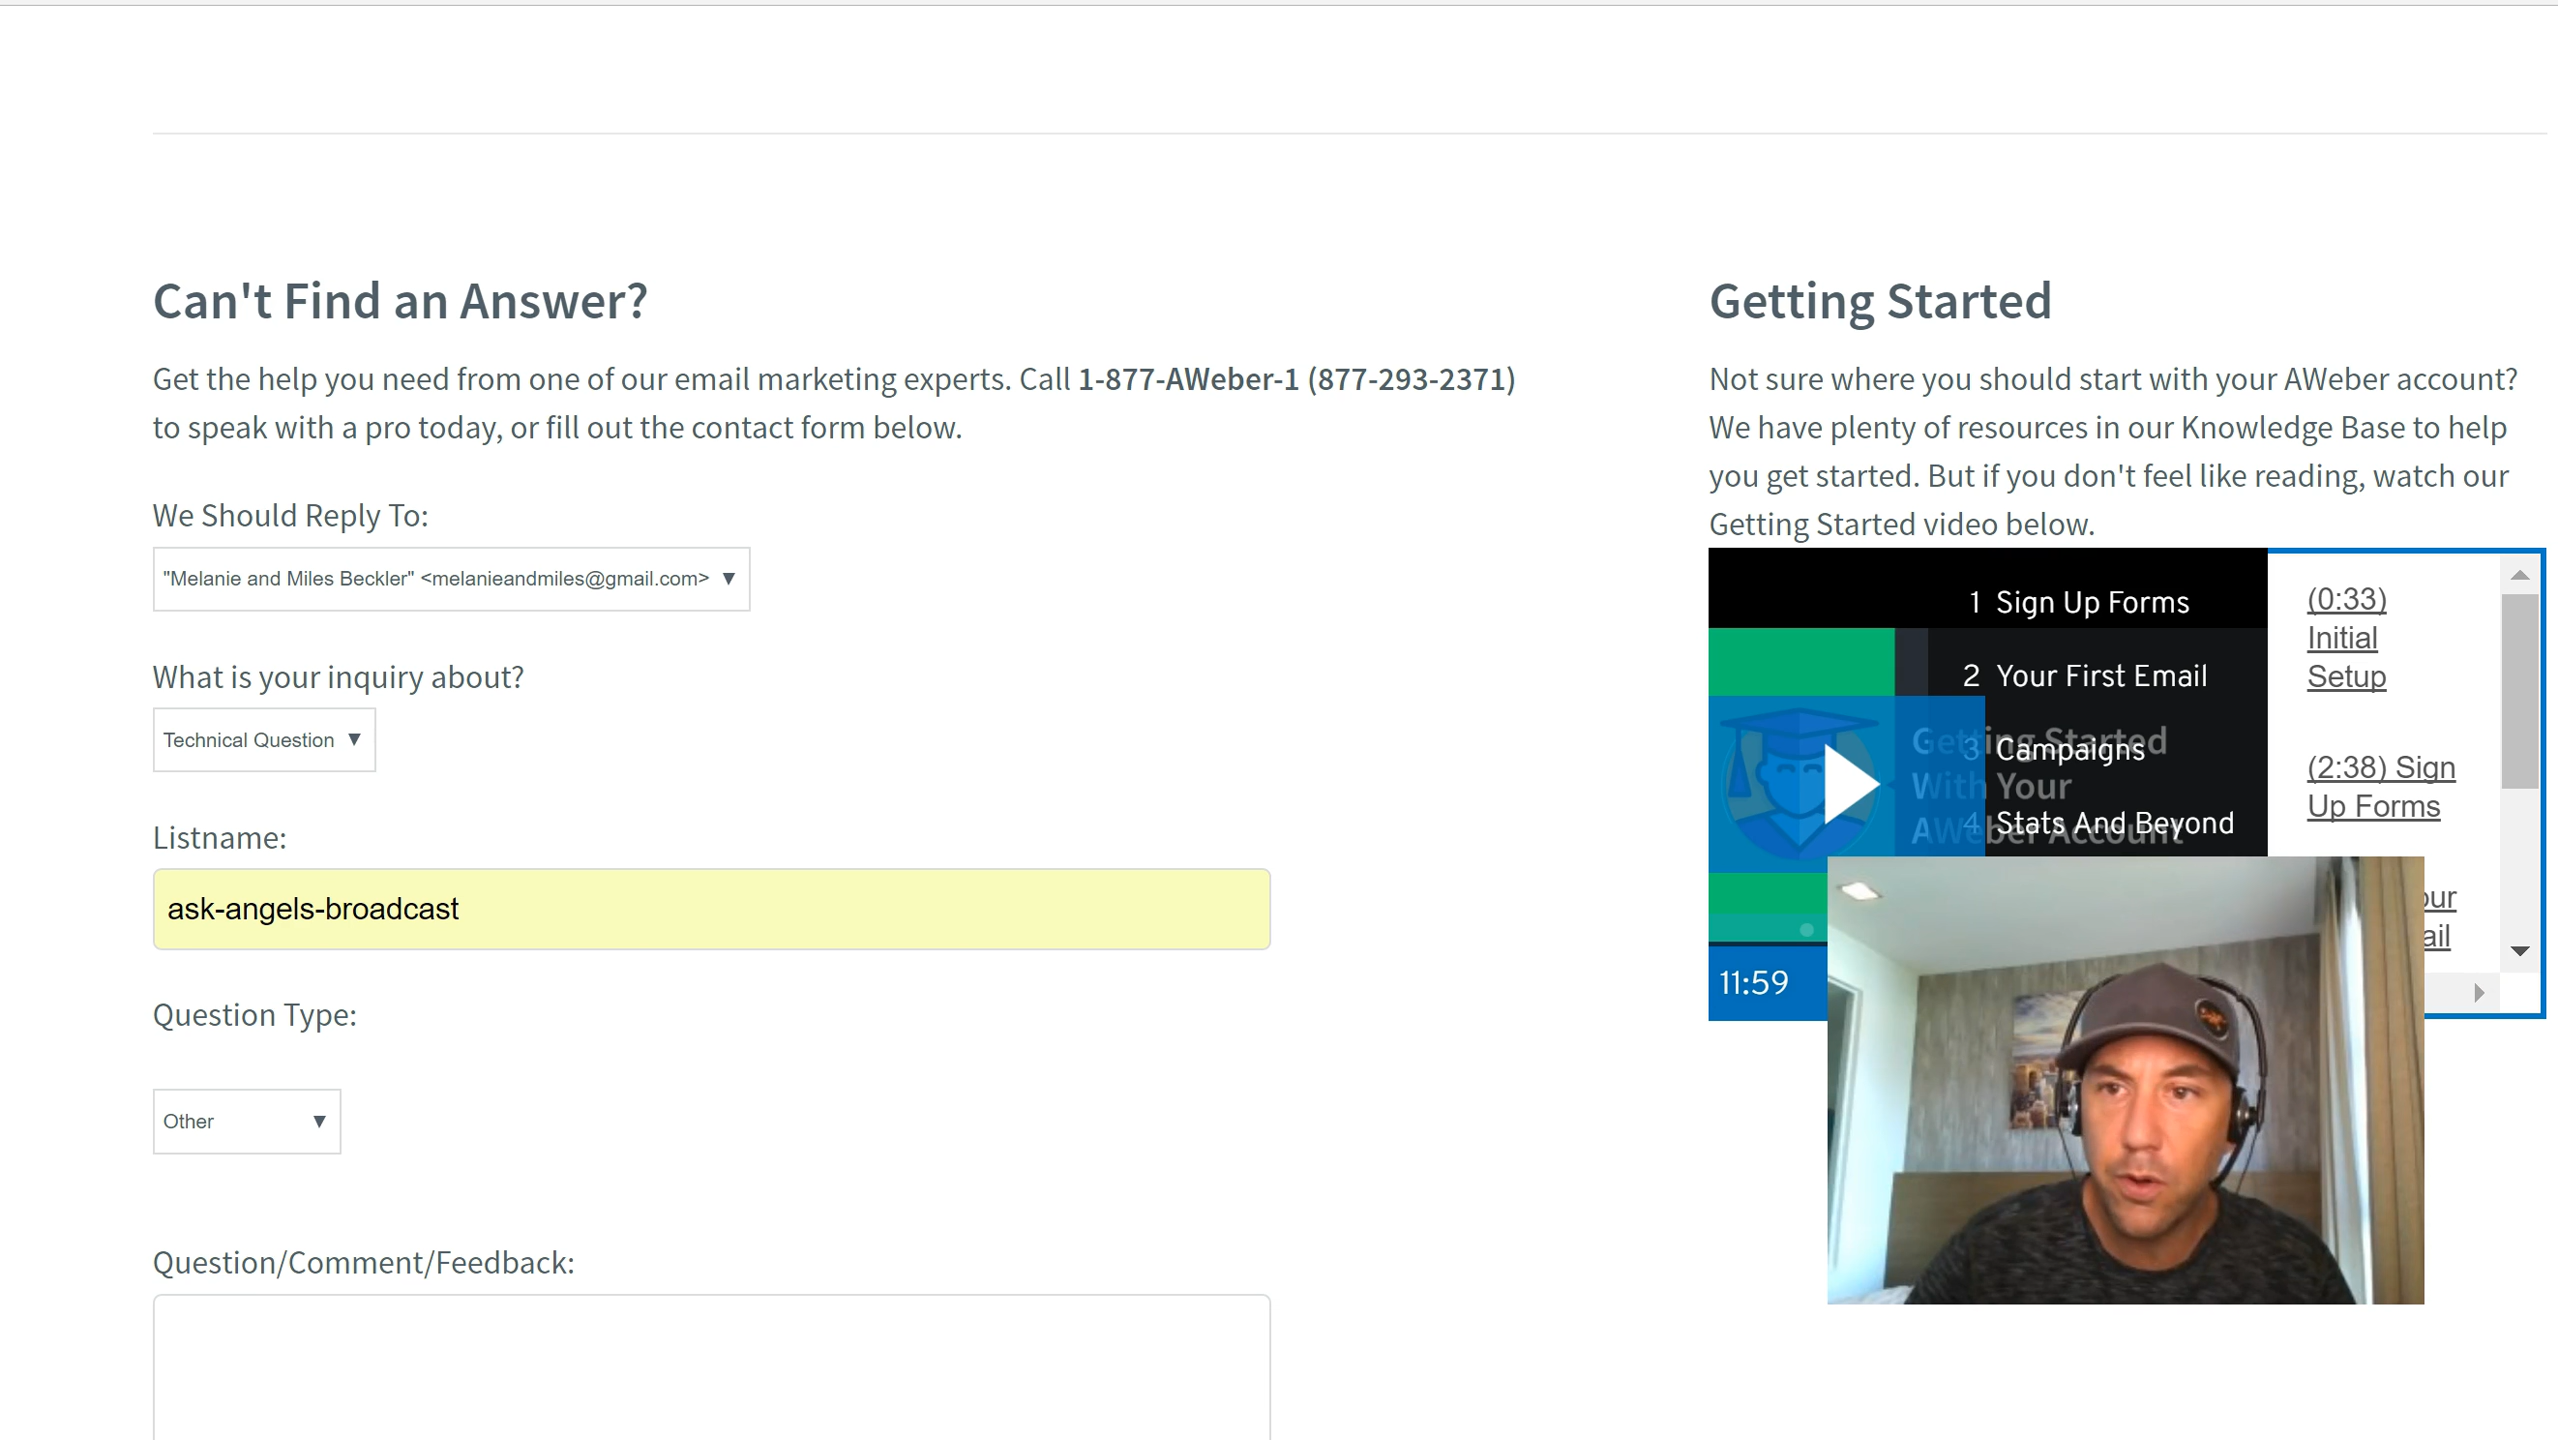 Can't Find an Answer?
Get the help you need from one of our email marketing experts. Call 1-877-AWeber-1 (877-293-2371)
to speak with a pro today, or fill out the contact form below.
We Should Reply To:
"Melanie and Miles Beckler" <melanieandmiles@gmail.com> ▼
What is your inquiry about?
Technical Question ▼
Listname:
ask-angels-broadcast
Question Type:
Other ▼
Question/Comment/Feedback:
Getting Started
Not sure where you should start with your AWeber account?
We have plenty of resources in our Knowledge Base to help
you get started. But if you don't feel like reading, watch our
Getting Started video below.
1 Sign Up Forms
2 Your First Email
3 Campaigns
4 Stats And Beyond
Getting Started
With Your
AWeber Account
11:59
(0:33)
Initial
Setup
(2:38) Sign
Up Forms